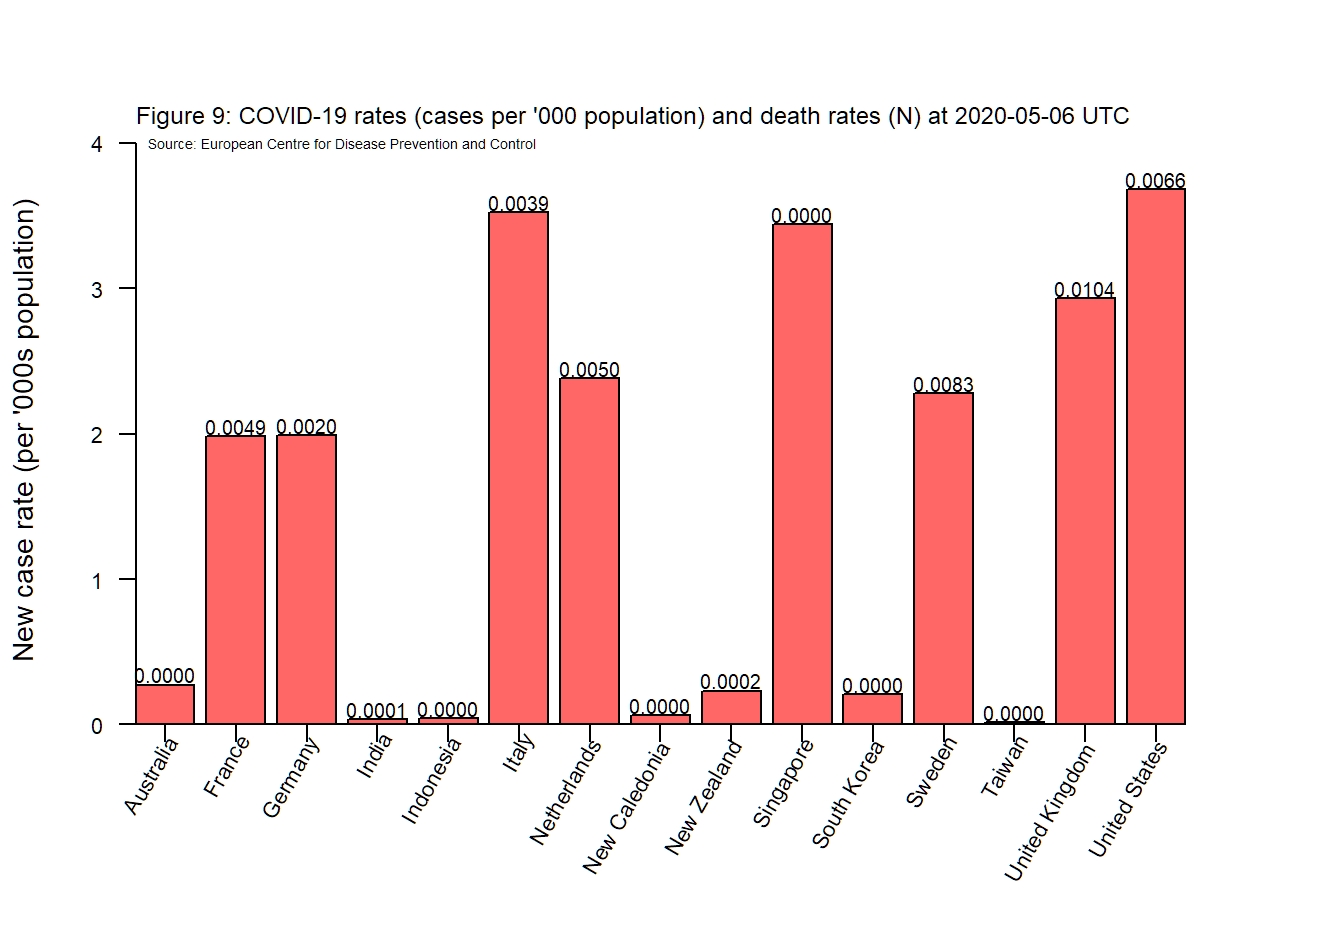 Figure 9: COVID-19 rates (cases per '000 population) and death rates (N) at 2020-05-06 UTC
Source: European Centre for Disease Prevention and Control
New case rate (per '000s population)
4
3
2
1
0
0.0000
0.0049
0.0020
0.0001
0.0000
0.0039
0.0050
0.0000
0.0002
0.0000
0.0000
0.0083
0.0000
0.0104
0.0066
Australia
France
Germany
India
Indonesia
Italy
Netherlands
New Caledonia
New Zealand
Singapore
South Korea
Sweden
Taiwan
United Kingdom
United States